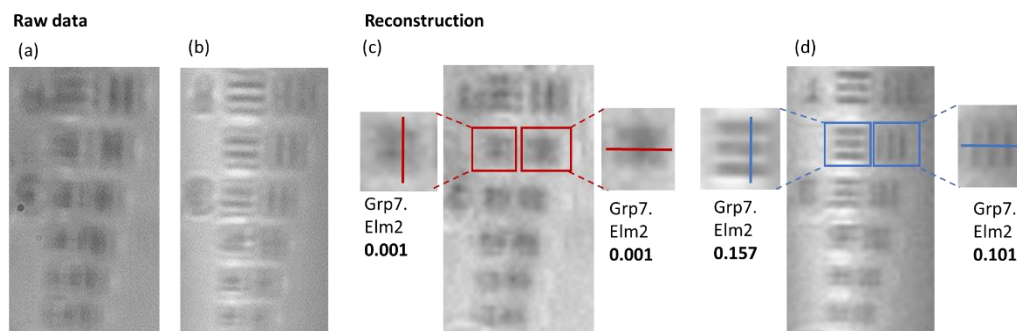 Raw data
Reconstruction
(a)
(b)
(c)
(d)
Grp7.
Elm2
0.001
Grp7.
Elm2
0.001
Grp7.
Elm2
0.157
Grp7.
Elm2
0.101